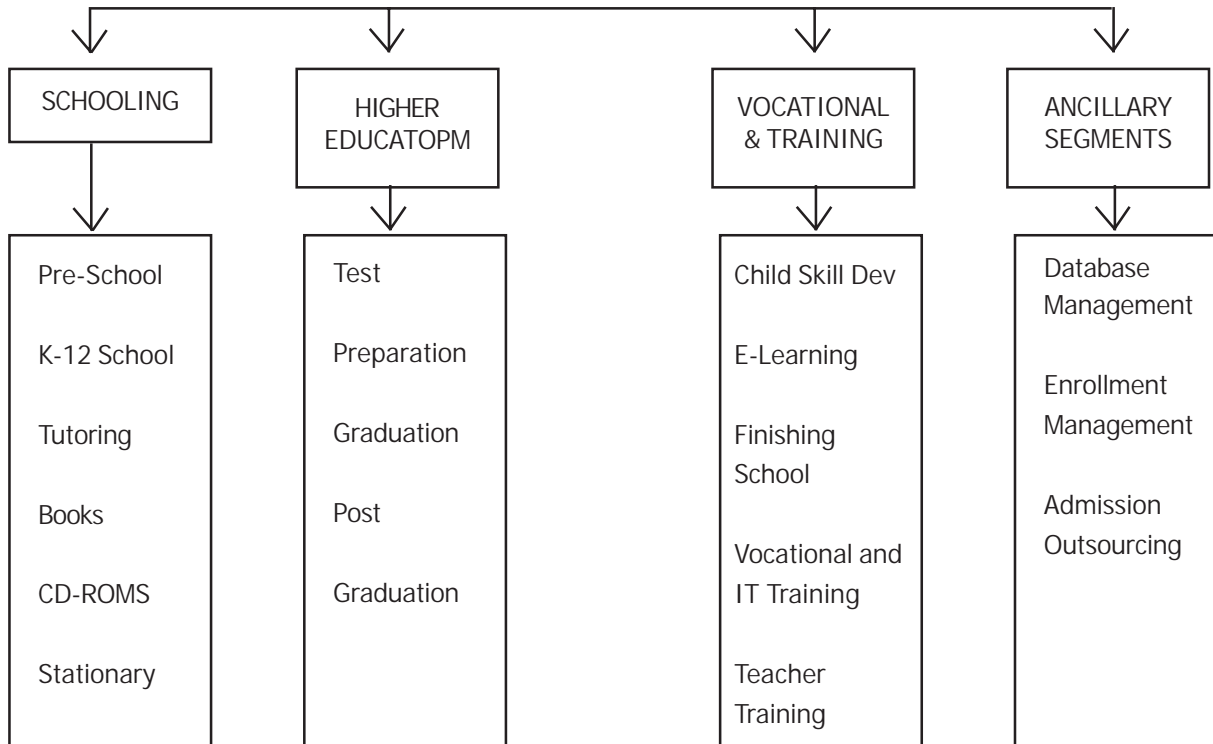 SCHOOLING
HIGHER
EDUCATOPM
VOCATIONAL
& TRAINING
ANCILLARY
SEGMENTS
Pre-School
K-12 School
Tutoring
Books
CD-ROMS
Stationary
Test
Preparation
Graduation
Post
Graduation
Child Skill Dev
E-Learning
Finishing
School
Vocational and
IT Training
Teacher
Training
Database
Management
Enrollment
Management
Admission
Outsourcing